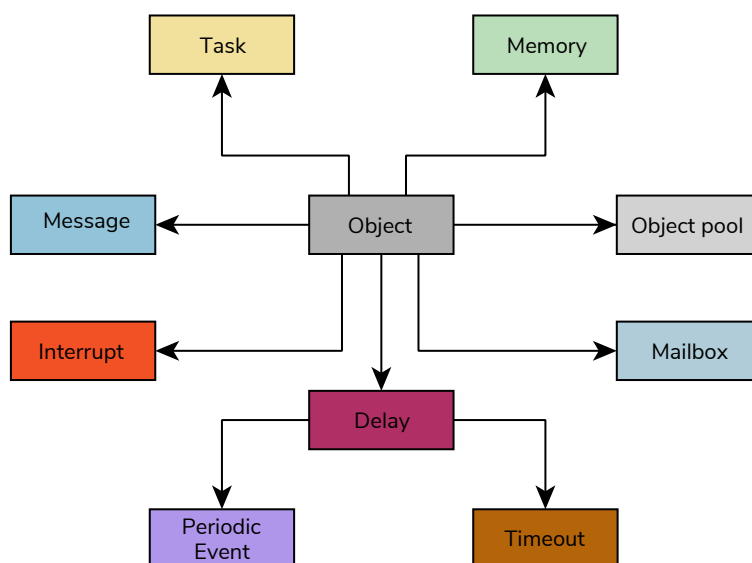 Task
Memory
Message
Object
Object pool
Interrupt
Mailbox
Delay
Periodic
Event
Timeout